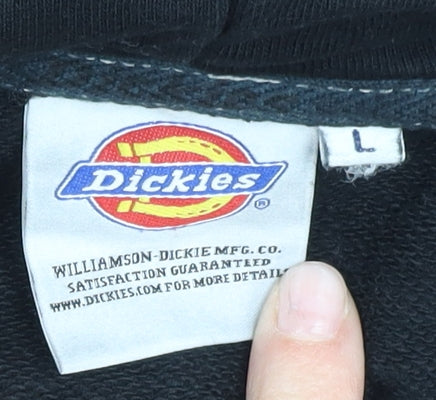 Dickies®
L
WILLIAMSON-DICKIE MFG. CO.
SATISFACTION GUARANTEED
WWW.DICKIES.COM FOR MORE DETAILS